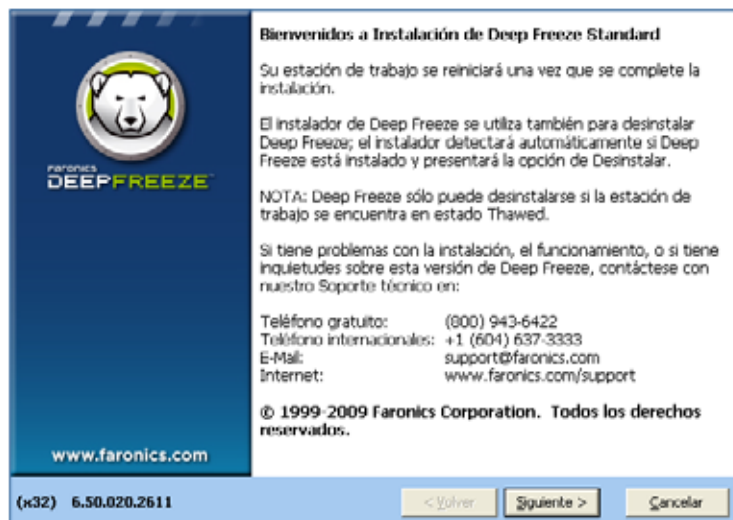 FARONICS
DEEPFREEZE
www.faronics.com
Bienvenidos a Instalación de Deep Freeze Standard
Su estación de trabajo se reiniciará una vez que se complete la
instalación.
El instalador de Deep Freeze se utiliza también para desinstalar
Deep Freeze; el instalador detectará automáticamente si Deep
Freeze está instalado y presentará la opción de Desinstalar.
NOTA: Deep Freeze sólo puede desinstalarse si la estación de
trabajo se encuentra en estado Thawed.
Si tiene problemas con la instalación, el funcionamiento, o si tiene
inquietudes sobre esta versión de Deep Freeze, contáctese con
nuestro Soporte técnico en:
Teléfono gratuito: (800) 943-6422
Teléfono internacionales: +1 (604) 637-3333
E-Mail: support@faronics.com
Internet: www.faronics.com/support
© 1999-2009 Faronics Corporation. Todos los derechos
reservados.
(x32) 6.50.020.2611
< Volver Siguiente > Cancelar